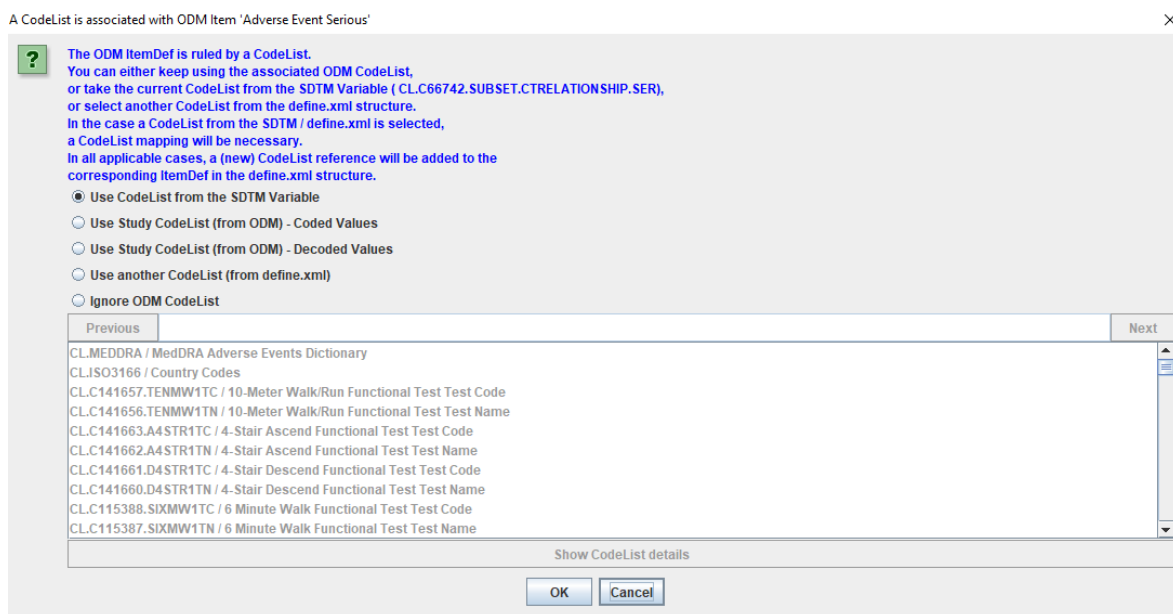 A CodeList is associated with ODM Item 'Adverse Event Serious'
?
The ODM ItemDef is ruled by a CodeList.
You can either keep using the associated ODM CodeList,
or take the current CodeList from the SDTM Variable ( CL.C66742.SUBSET.CTRELATIONSHIP.SER),
or select another CodeList from the define.xml structure.
In the case a CodeList from the SDTM / define.xml is selected,
a CodeList mapping will be necessary.
In all applicable cases, a (new) CodeList reference will be added to the
corresponding ItemDef in the define.xml structure.
Use CodeList from the SDTM Variable
Use Study CodeList (from ODM) - Coded Values
Use Study CodeList (from ODM) - Decoded Values
Use another CodeList (from define.xml)
Ignore ODM CodeList
Previous Next
CL.MEDDRA / MedDRA Adverse Events Dictionary
CL.ISO3166 / Country Codes
CL.C141657.TENMW1TC / 10-Meter Walk/Run Functional Test Test Code
CL.C141656.TENMW1TN / 10-Meter Walk/Run Functional Test Test Name
CL.C141663.A4STR1TC / 4-Stair Ascend Functional Test Test Code
CL.C141662.A4STR1TN / 4-Stair Ascend Functional Test Test Name
CL.C141661.D4STR1TC / 4-Stair Descend Functional Test Test Code
CL.C141660.D4STR1TN / 4-Stair Descend Functional Test Test Name
CL.C115388.SIXMW1TC / 6 Minute Walk Functional Test Test Code
CL.C115387.SIXMW1TN / 6 Minute Walk Functional Test Test Name
Show CodeList details
OK Cancel